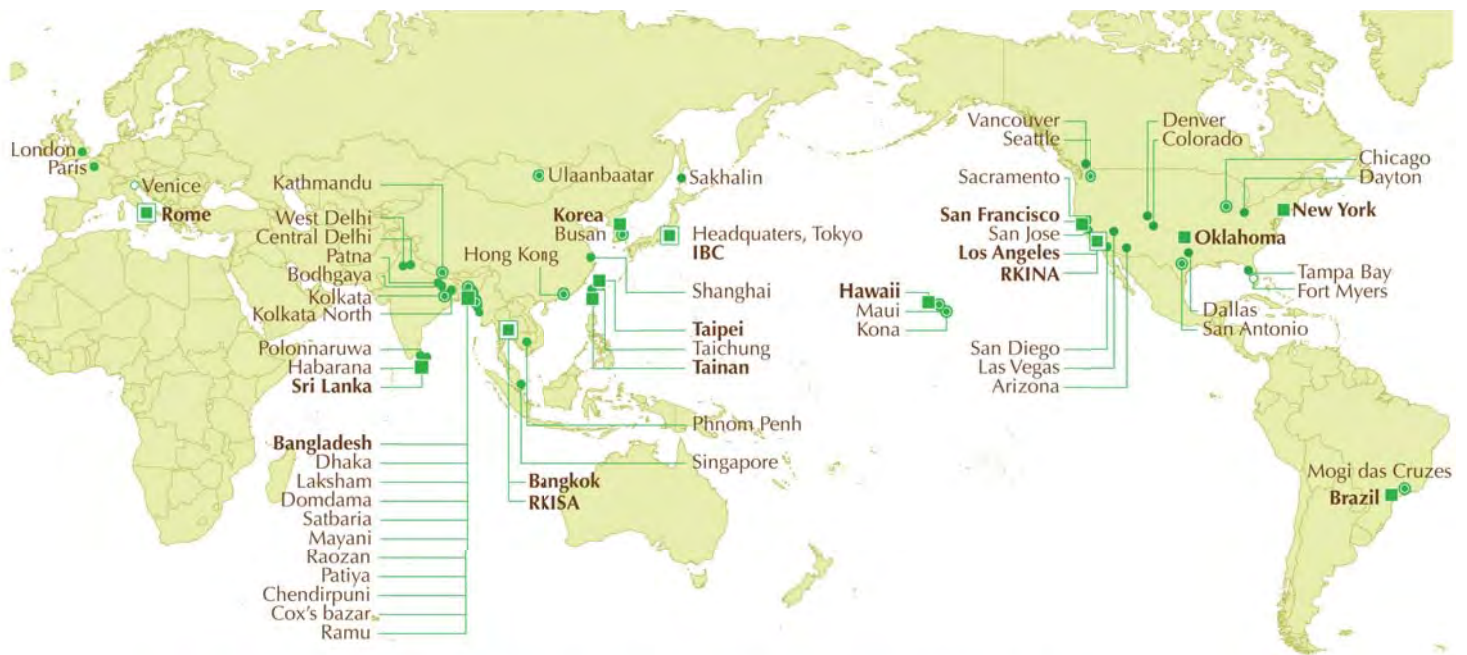 London
Paris
Venice
Rome
Kathmandu
West Delhi
Central Delhi
Patna
Bodhgaya
Kolkata
Kolkata North
Polonnaruwa
Habarana
Sri Lanka
Bangladesh
Dhaka
Laksham
Domdama
Satbaria
Mayani
Raozan
Patiya
Chendirpuni
Cox's bazar
Ramu
Ulaanbaatar
Sakhalin
Korea
Busan
Hong Kong
Headquaters, Tokyo
IBC
Shanghai
Taipei
Taichung
Tainan
Phnom Penh
Singapore
Bangkok
RKISA
Hawaii
Maui
Kona
Vancouver
Seattle
Sacramento
San Francisco
San Jose
Los Angeles
RKINA
San Diego
Las Vegas
Arizona
Denver
Colorado
Chicago
Dayton
New York
Oklahoma
Tampa Bay
Fort Myers
Dallas
San Antonio
Mogi das Cruzes
Brazil